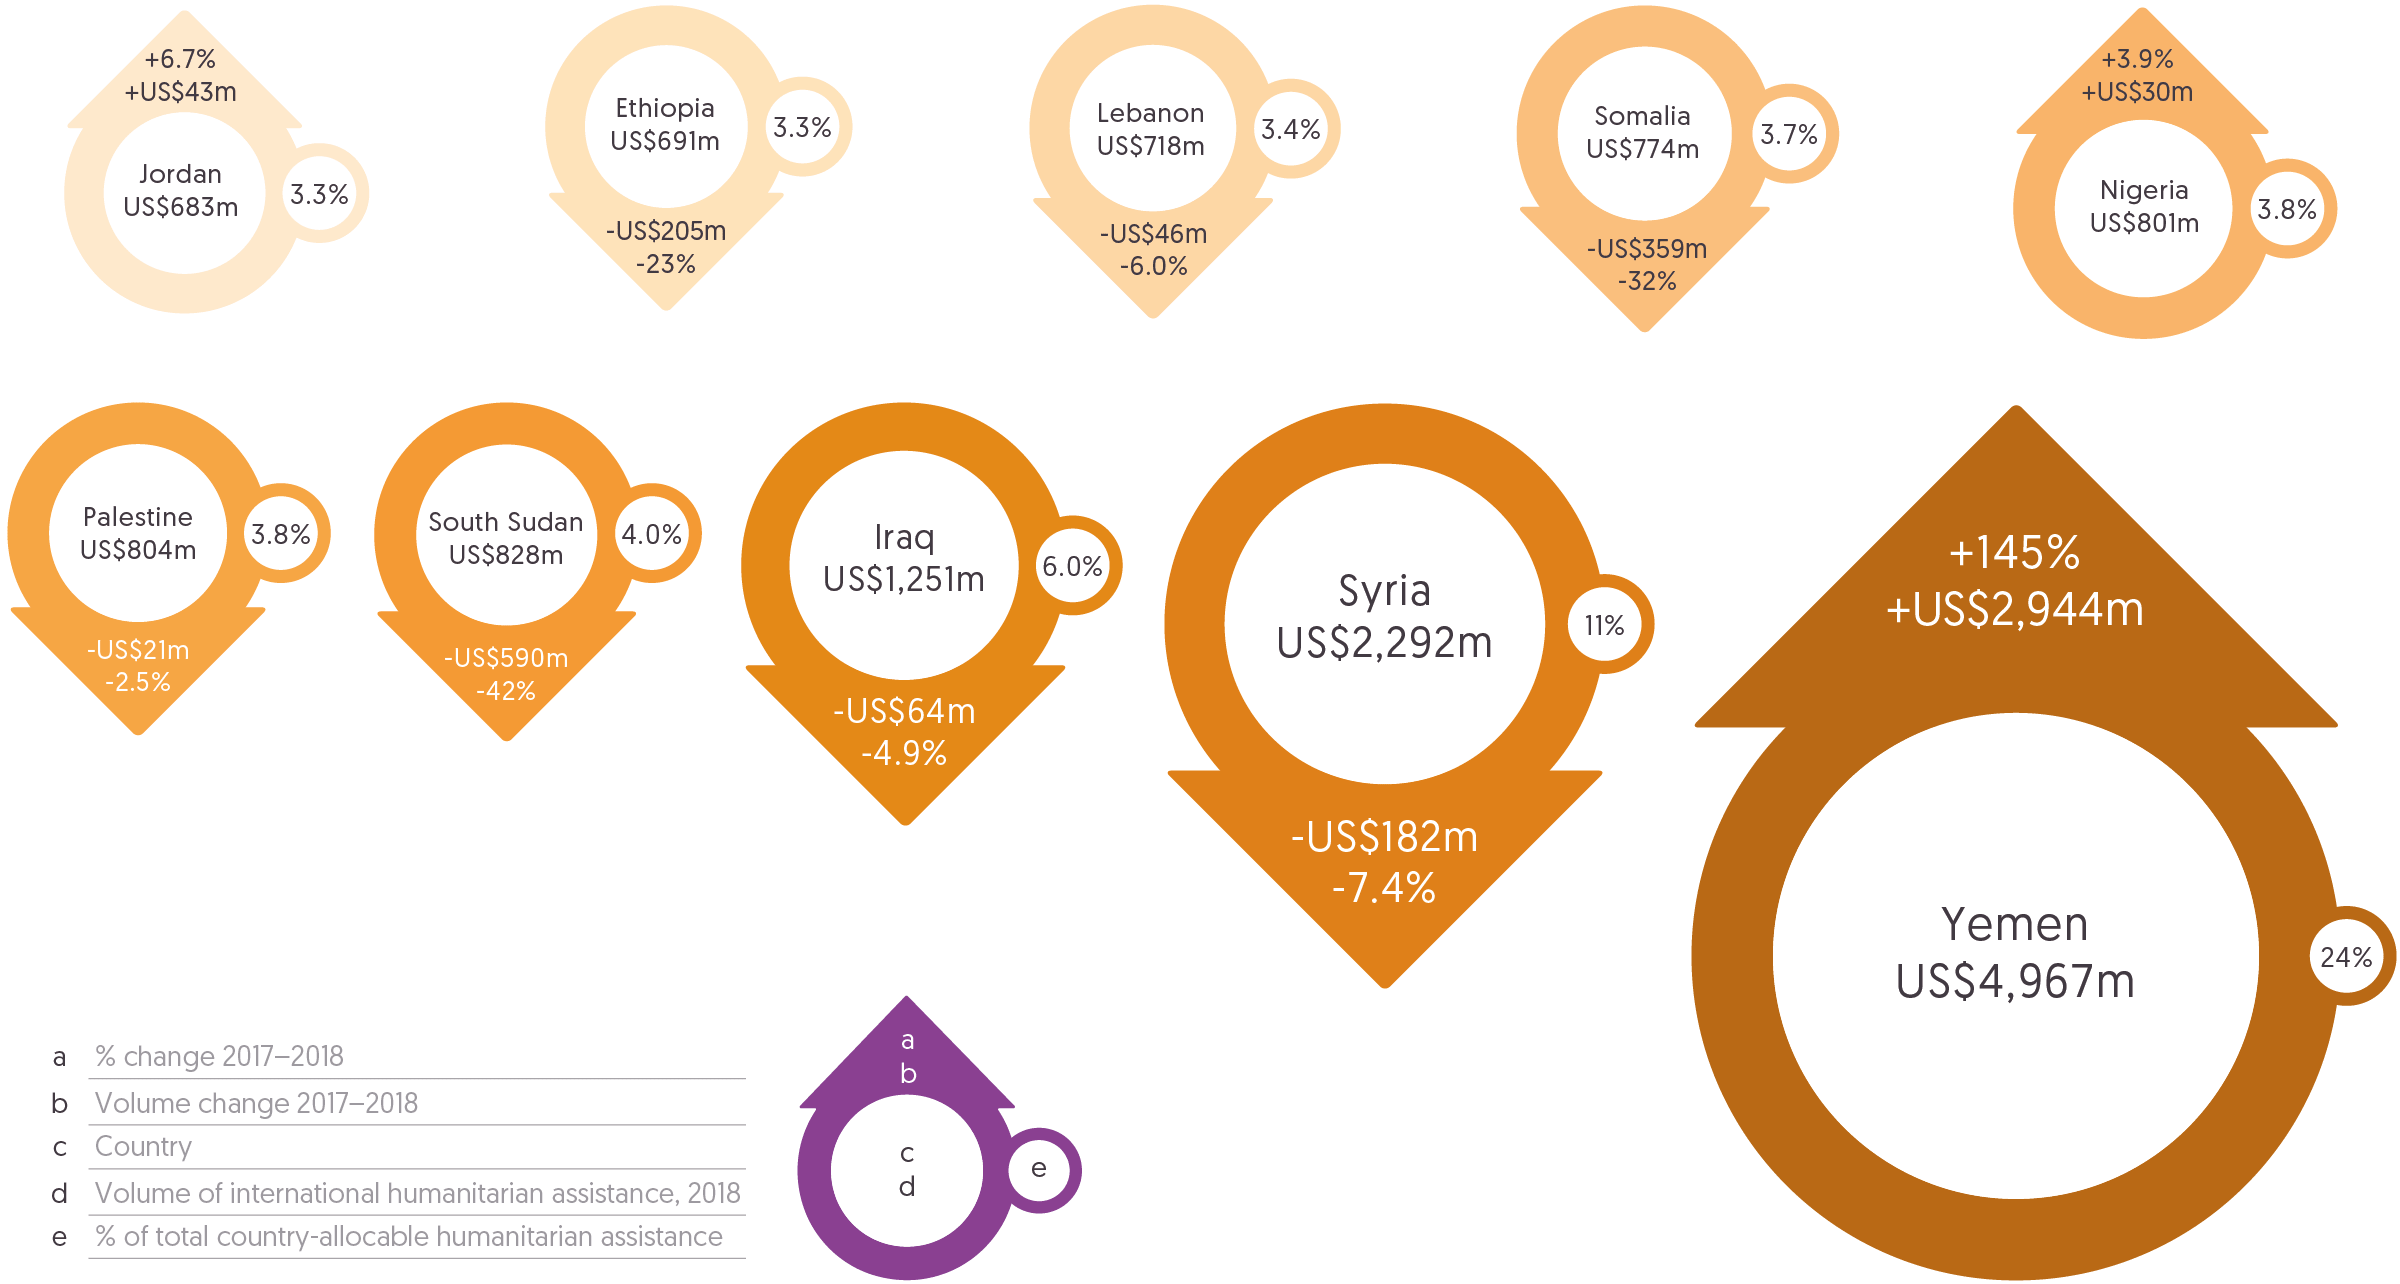 +6.7%
+US$43m
Jordan
US$683m
3.3%
Ethiopia
US$691m
3.3%
-US$205m
-23%
Lebanon
US$718m
3.4%
-US$46m
-6.0%
Somalia
US$774m
3.7%
-US$359m
-32%
+3.9%
+US$30m
Nigeria
US$801m
3.8%
Palestine
US$804m
3.8%
-US$21m
-2.5%
South Sudan
US$828m
4.0%
-US$590m
-42%
Iraq
US$1,251m
6.0%
-US$64m
-4.9%
Syria
US$2,292m
11%
-US$182m
-7.4%
+145%
+US$2,944m
Yemen
US$4,967m
24%
a % change 2017–2018
b Volume change 2017–2018
c Country
d Volume of international humanitarian assistance, 2018
e % of total country-allocable humanitarian assistance
a
b
c
d
e